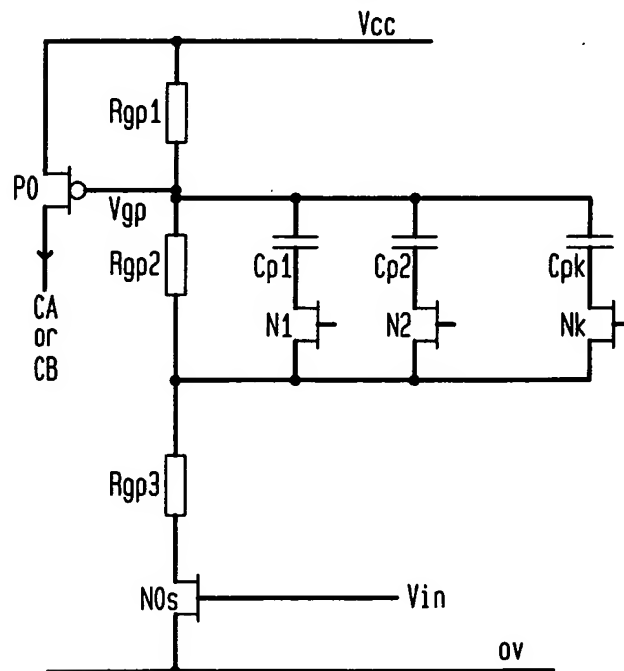 Vcc
Rgp1
P0
Vgp
Rgp2
Cp1
Cp2
Cpk
CA
or
CB
N1
N2
Nk
Rgp3
N0s
Vin
0V